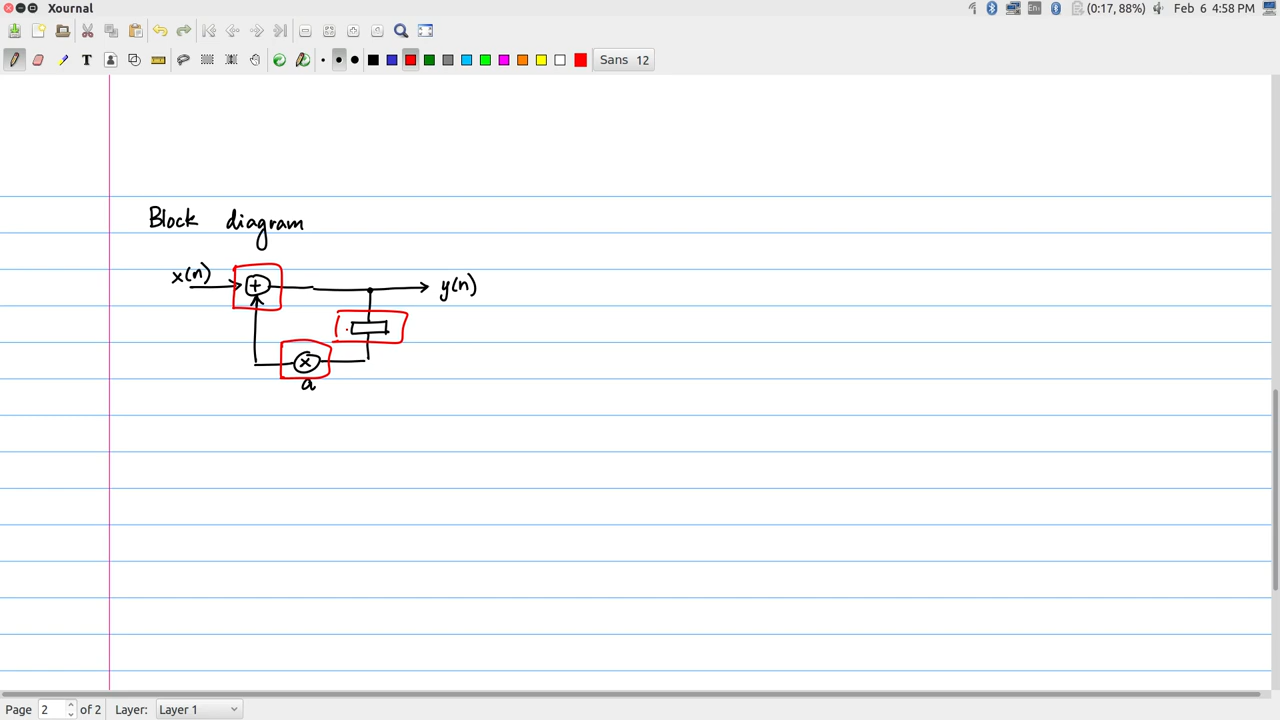 Xournal
En₁ (0:17, 88%) Feb 6 4:58 PM
T Sans 12
Block diagram
x(n) + y(n)
x
a
Page 2 of 2 Layer: Layer 1